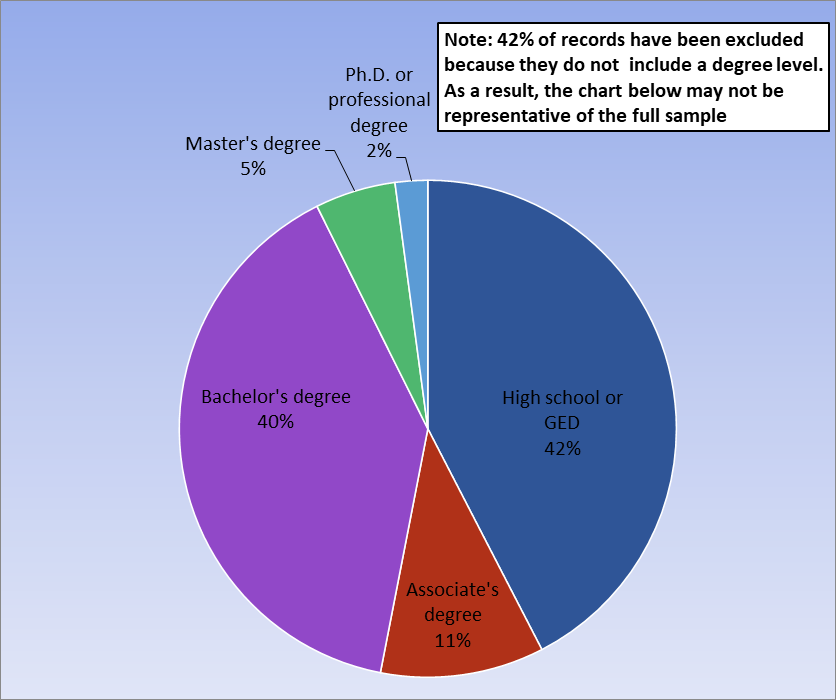 Note: 42% of records have been excluded
because they do not  include a degree level.
As a result, the chart below may not be
representative of the full sample
Ph.D. or
professional
degree
2%
Master's degree
5%
Bachelor's degree
40%
High school or
GED
42%
Associate's
degree
11%